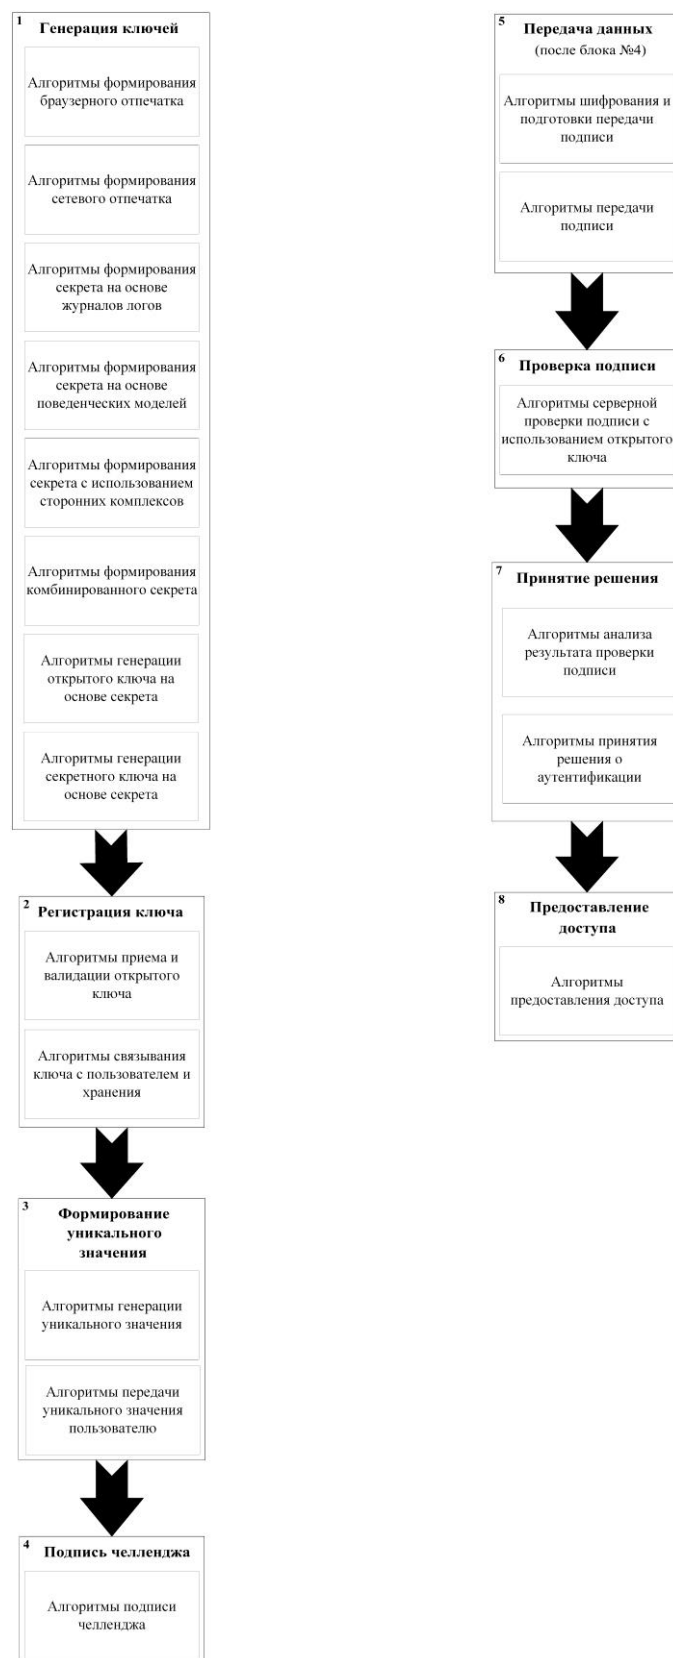 1
Генерация ключей
Алгоритмы формирования
браузерного отпечатка
Алгоритмы формирования
сетевого отпечатка
Алгоритмы формирования
секрета на основе
журналов логов
Алгоритмы формирования
секрета на основе
поведенческих моделей
Алгоритмы формирования
секрета с использованием
сторонних комплексов
Алгоритмы формирования
комбинированного секрета
Алгоритмы генерации
открытого ключа на
основе секрета
Алгоритмы генерации
секретного ключа на
основе секрета
2
Регистрация ключа
Алгоритмы приема и
валидации открытого
ключа
Алгоритмы связывания
ключа с пользователем и
хранения
3
Формирование
уникального
значения
Алгоритмы генерации
уникального значения
Алгоритмы передачи
уникального значения
пользователю
4
Подпись челленджа
Алгоритмы подписи
челленджа
5
Передача данных
(после блока №4)
Алгоритмы шифрования и
подготовки передачи
подписи
Алгоритмы передачи
подписи
6
Проверка подписи
Алгоритмы серверной
проверки подписи с
использованием открытого
ключа
7
Принятие решения
Алгоритмы анализа
результата проверки
подписи
Алгоритмы принятия
решения о
аутентификации
8
Предоставление
доступа
Алгоритмы
предоставления доступа